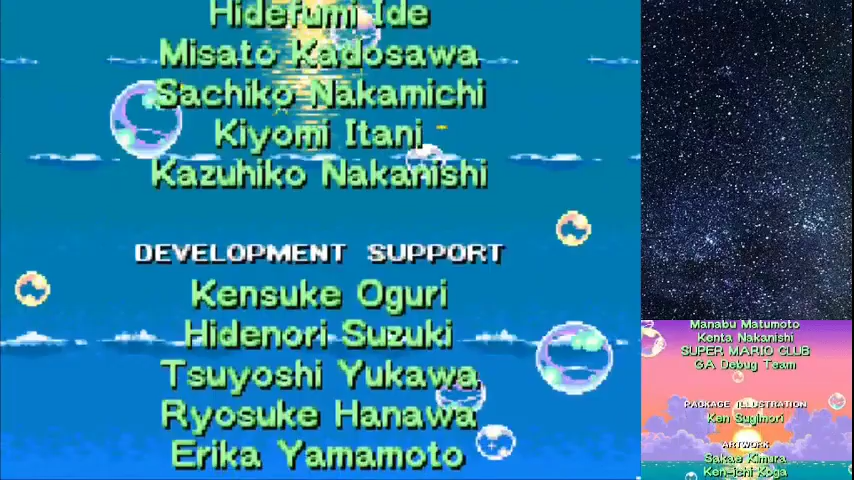 Hidefumi Ide
Misato Kadosawa
Sachiko Nakamichi
Kiyomi Itani
Kazuhiko Nakanishi
DEVELOPMENT SUPPORT
Kensuke Oguri
Hidenori Suzuki
Tsuyoshi Yukawa
Ryosuke Hanawa
Erika Yamamoto
Manabu Matumoto
Kenta Nakanishi
SUPER MARIO CLUB
GA Debug Team
PACKAGE ILLUSTRATION
Ken Sugimori
ARTWORK
Sakae Kimura
Ken-ichi Koga